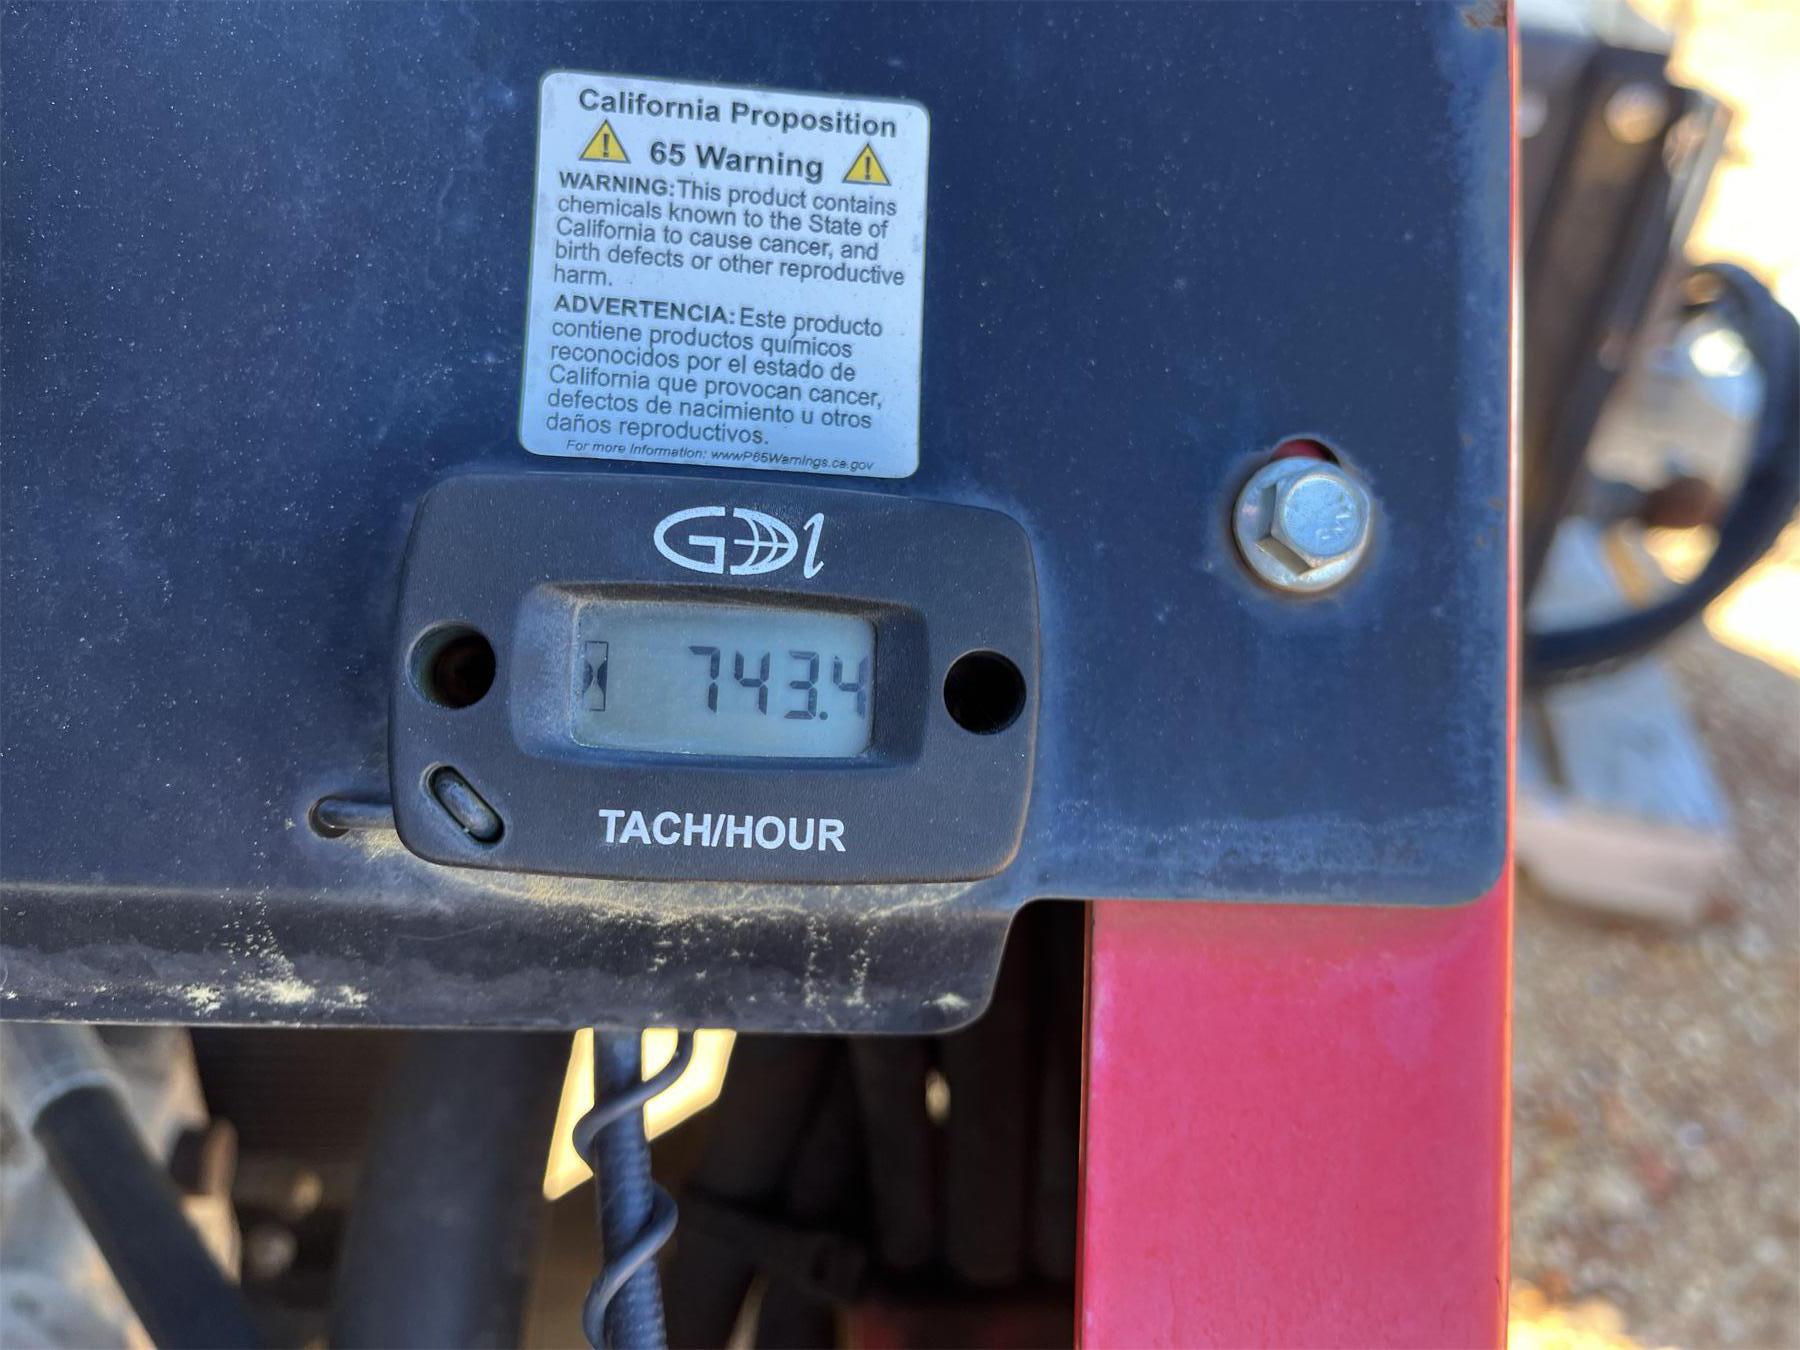 California Proposition
65 Warning
WARNING: This product contains
chemicals known to the State of
California to cause cancer, and
birth defects or other reproductive
harm.
ADVERTENCIA: Este producto
contiene productos químicos
reconocidos por el estado de
California que provocan cancer,
defectos de nacimiento u otros
daños reproductivos.
For more Information: wwwP65Warnings.ca.gov
GDI
743.4
TACH/HOUR